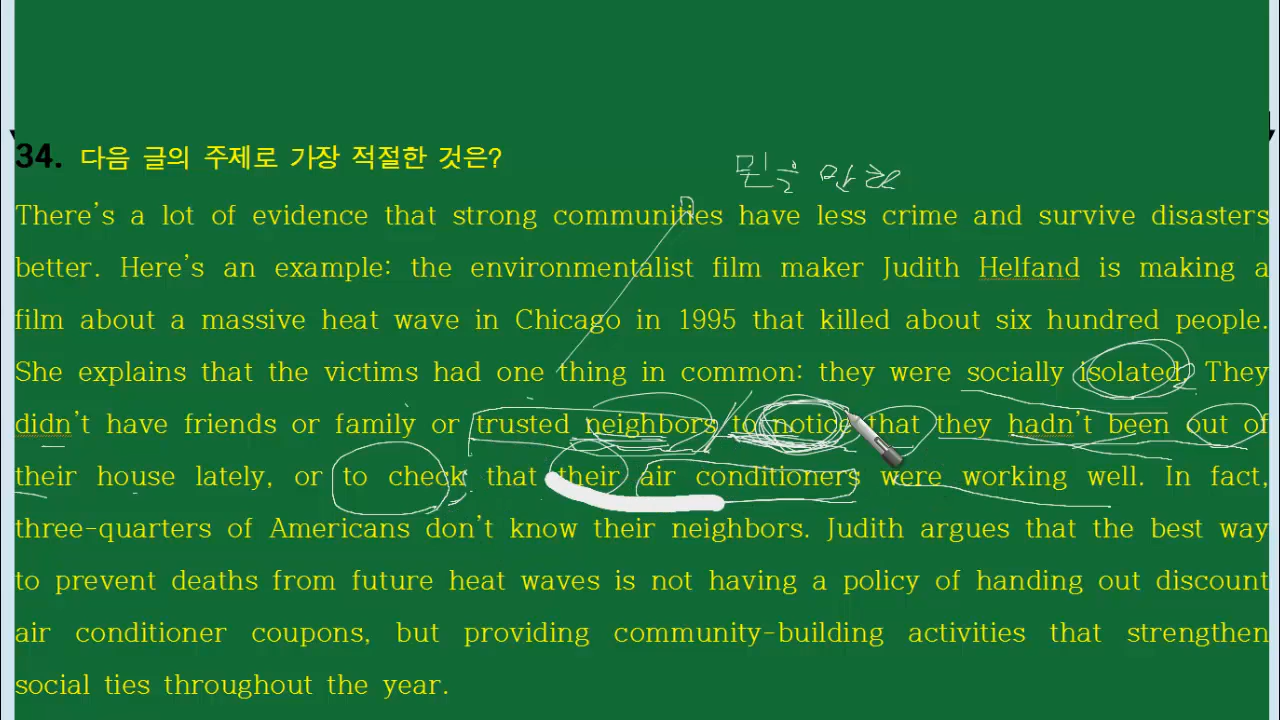 34. 다음 글의 주제로 가장 적절한 것은?
There's a lot of evidence that strong communities have less crime and survive disasters
better. Here's an example: the environmentalist film maker Judith Helfand is making a
film about a massive heat wave in Chicago in 1995 that killed about six hundred people.
She explains that the victims had one thing in common: they were socially isolated. They
didn't have friends or family or trusted neighbors to notice that they hadn't been out of
their house lately, or to check that their air conditioners were working well. In fact,
three-quarters of Americans don't know their neighbors. Judith argues that the best way
to prevent deaths from future heat waves is not having a policy of handing out discount
air conditioner coupons, but providing community-building activities that strengthen
social ties throughout the year.